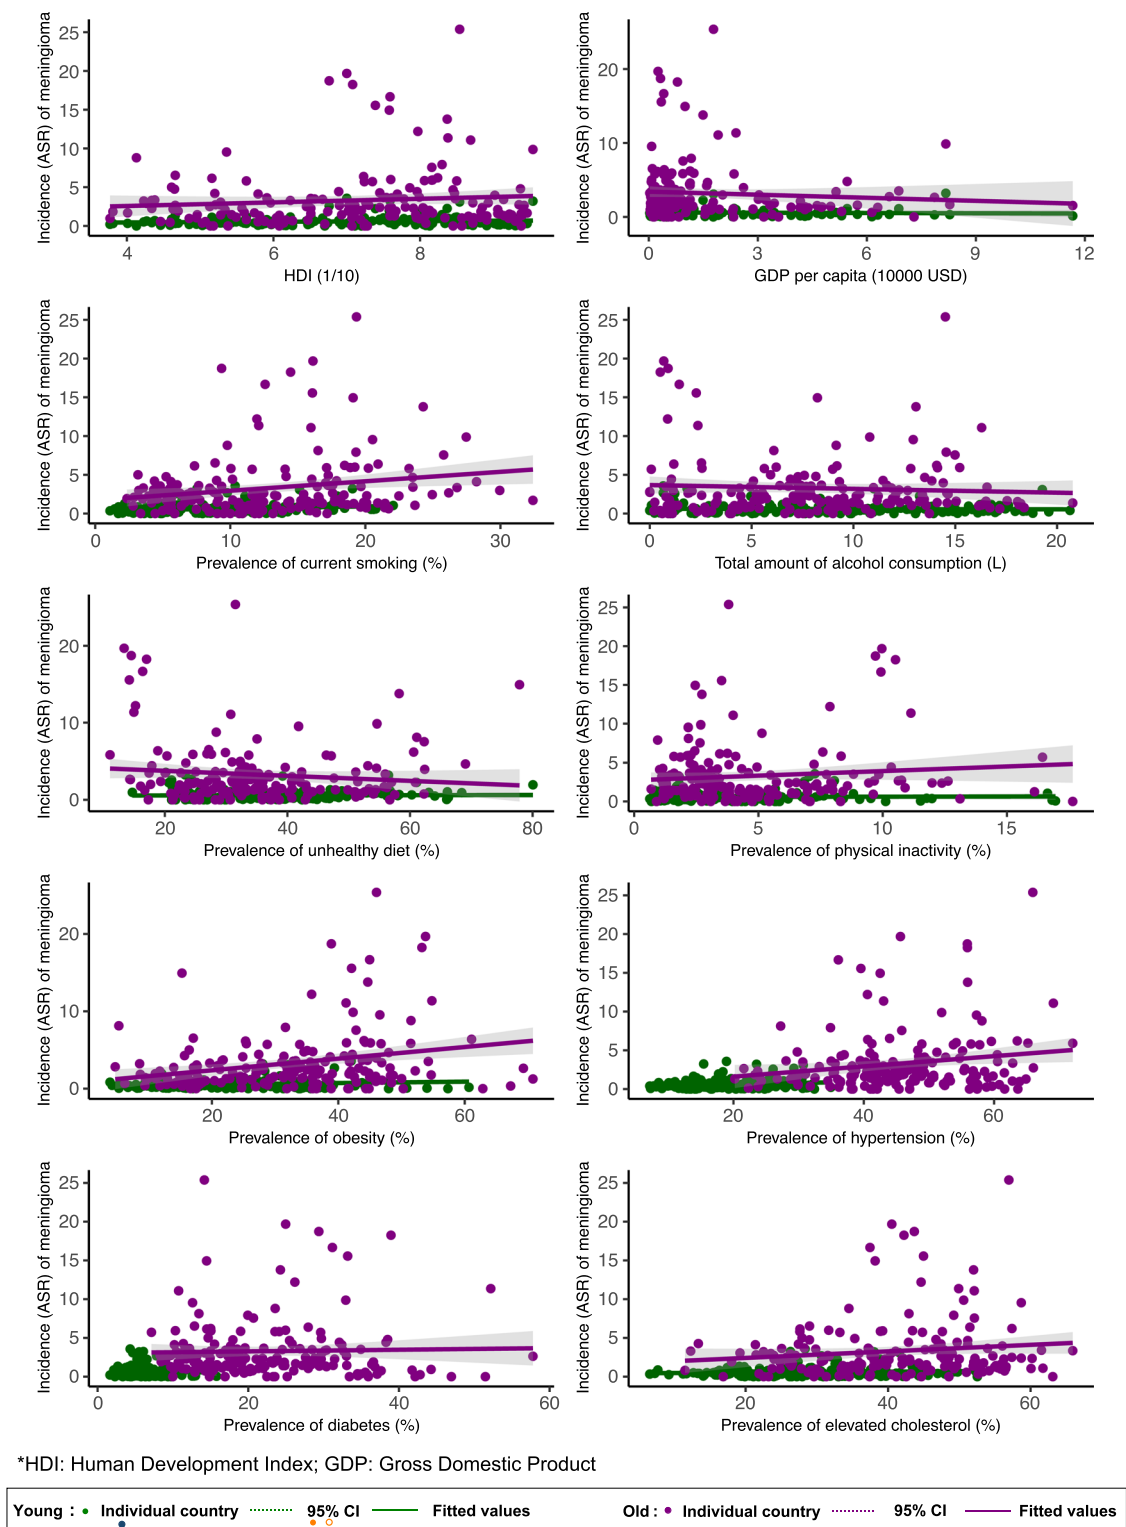 Incidence (ASR) of meningioma
25
20
15
10
5
0
4 6 8
HDI (1/10)
Incidence (ASR) of meningioma
20
10
0
0 3 6 9 12
GDP per capita (10000 USD)
Incidence (ASR) of meningioma
25
20
15
10
5
0
0 10 20 30
Prevalence of current smoking (%)
Incidence (ASR) of meningioma
25
20
15
10
5
0
0 5 10 15 20
Total amount of alcohol consumption (L)
Incidence (ASR) of meningioma
20
10
0
20 40 60 80
Prevalence of unhealthy diet (%)
Incidence (ASR) of meningioma
25
20
15
10
5
0
0 5 10 15
Prevalence of physical inactivity (%)
Incidence (ASR) of meningioma
20
10
0
20 40 60
Prevalence of obesity (%)
Incidence (ASR) of meningioma
25
20
15
10
5
0
20 40 60
Prevalence of hypertension (%)
Incidence (ASR) of meningioma
25
20
15
10
5
0
0 20 40 60
Prevalence of diabetes (%)
Incidence (ASR) of meningioma
25
20
15
10
5
0
20 40 60
Prevalence of elevated cholesterol (%)
*HDI: Human Development Index; GDP: Gross Domestic Product
Young : Individual country 95% CI Fitted values Old : Individual country 95% CI Fitted values